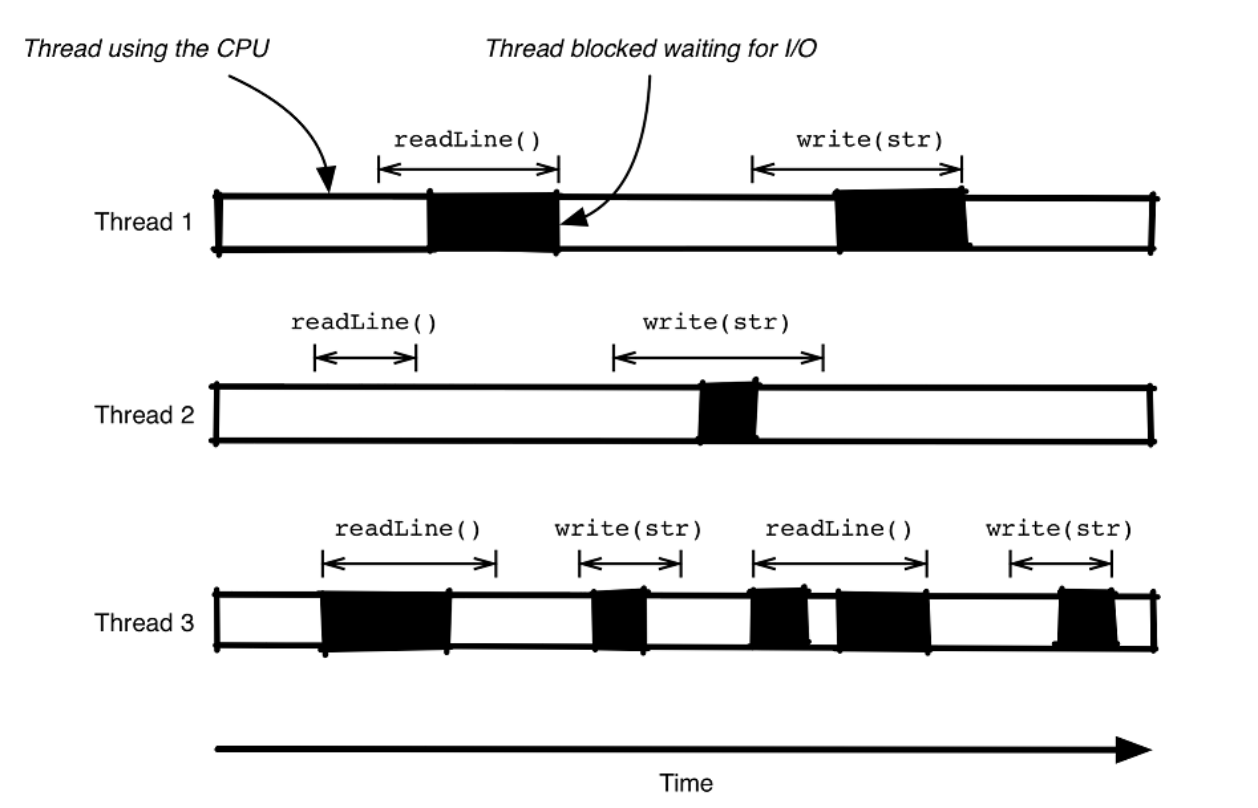 Thread using the CPU
Thread blocked waiting for I/O
readLine()
write(str)
Thread 1
readLine()
write(str)
Thread 2
readLine()
write(str)
readLine()
write(str)
Thread 3
Time